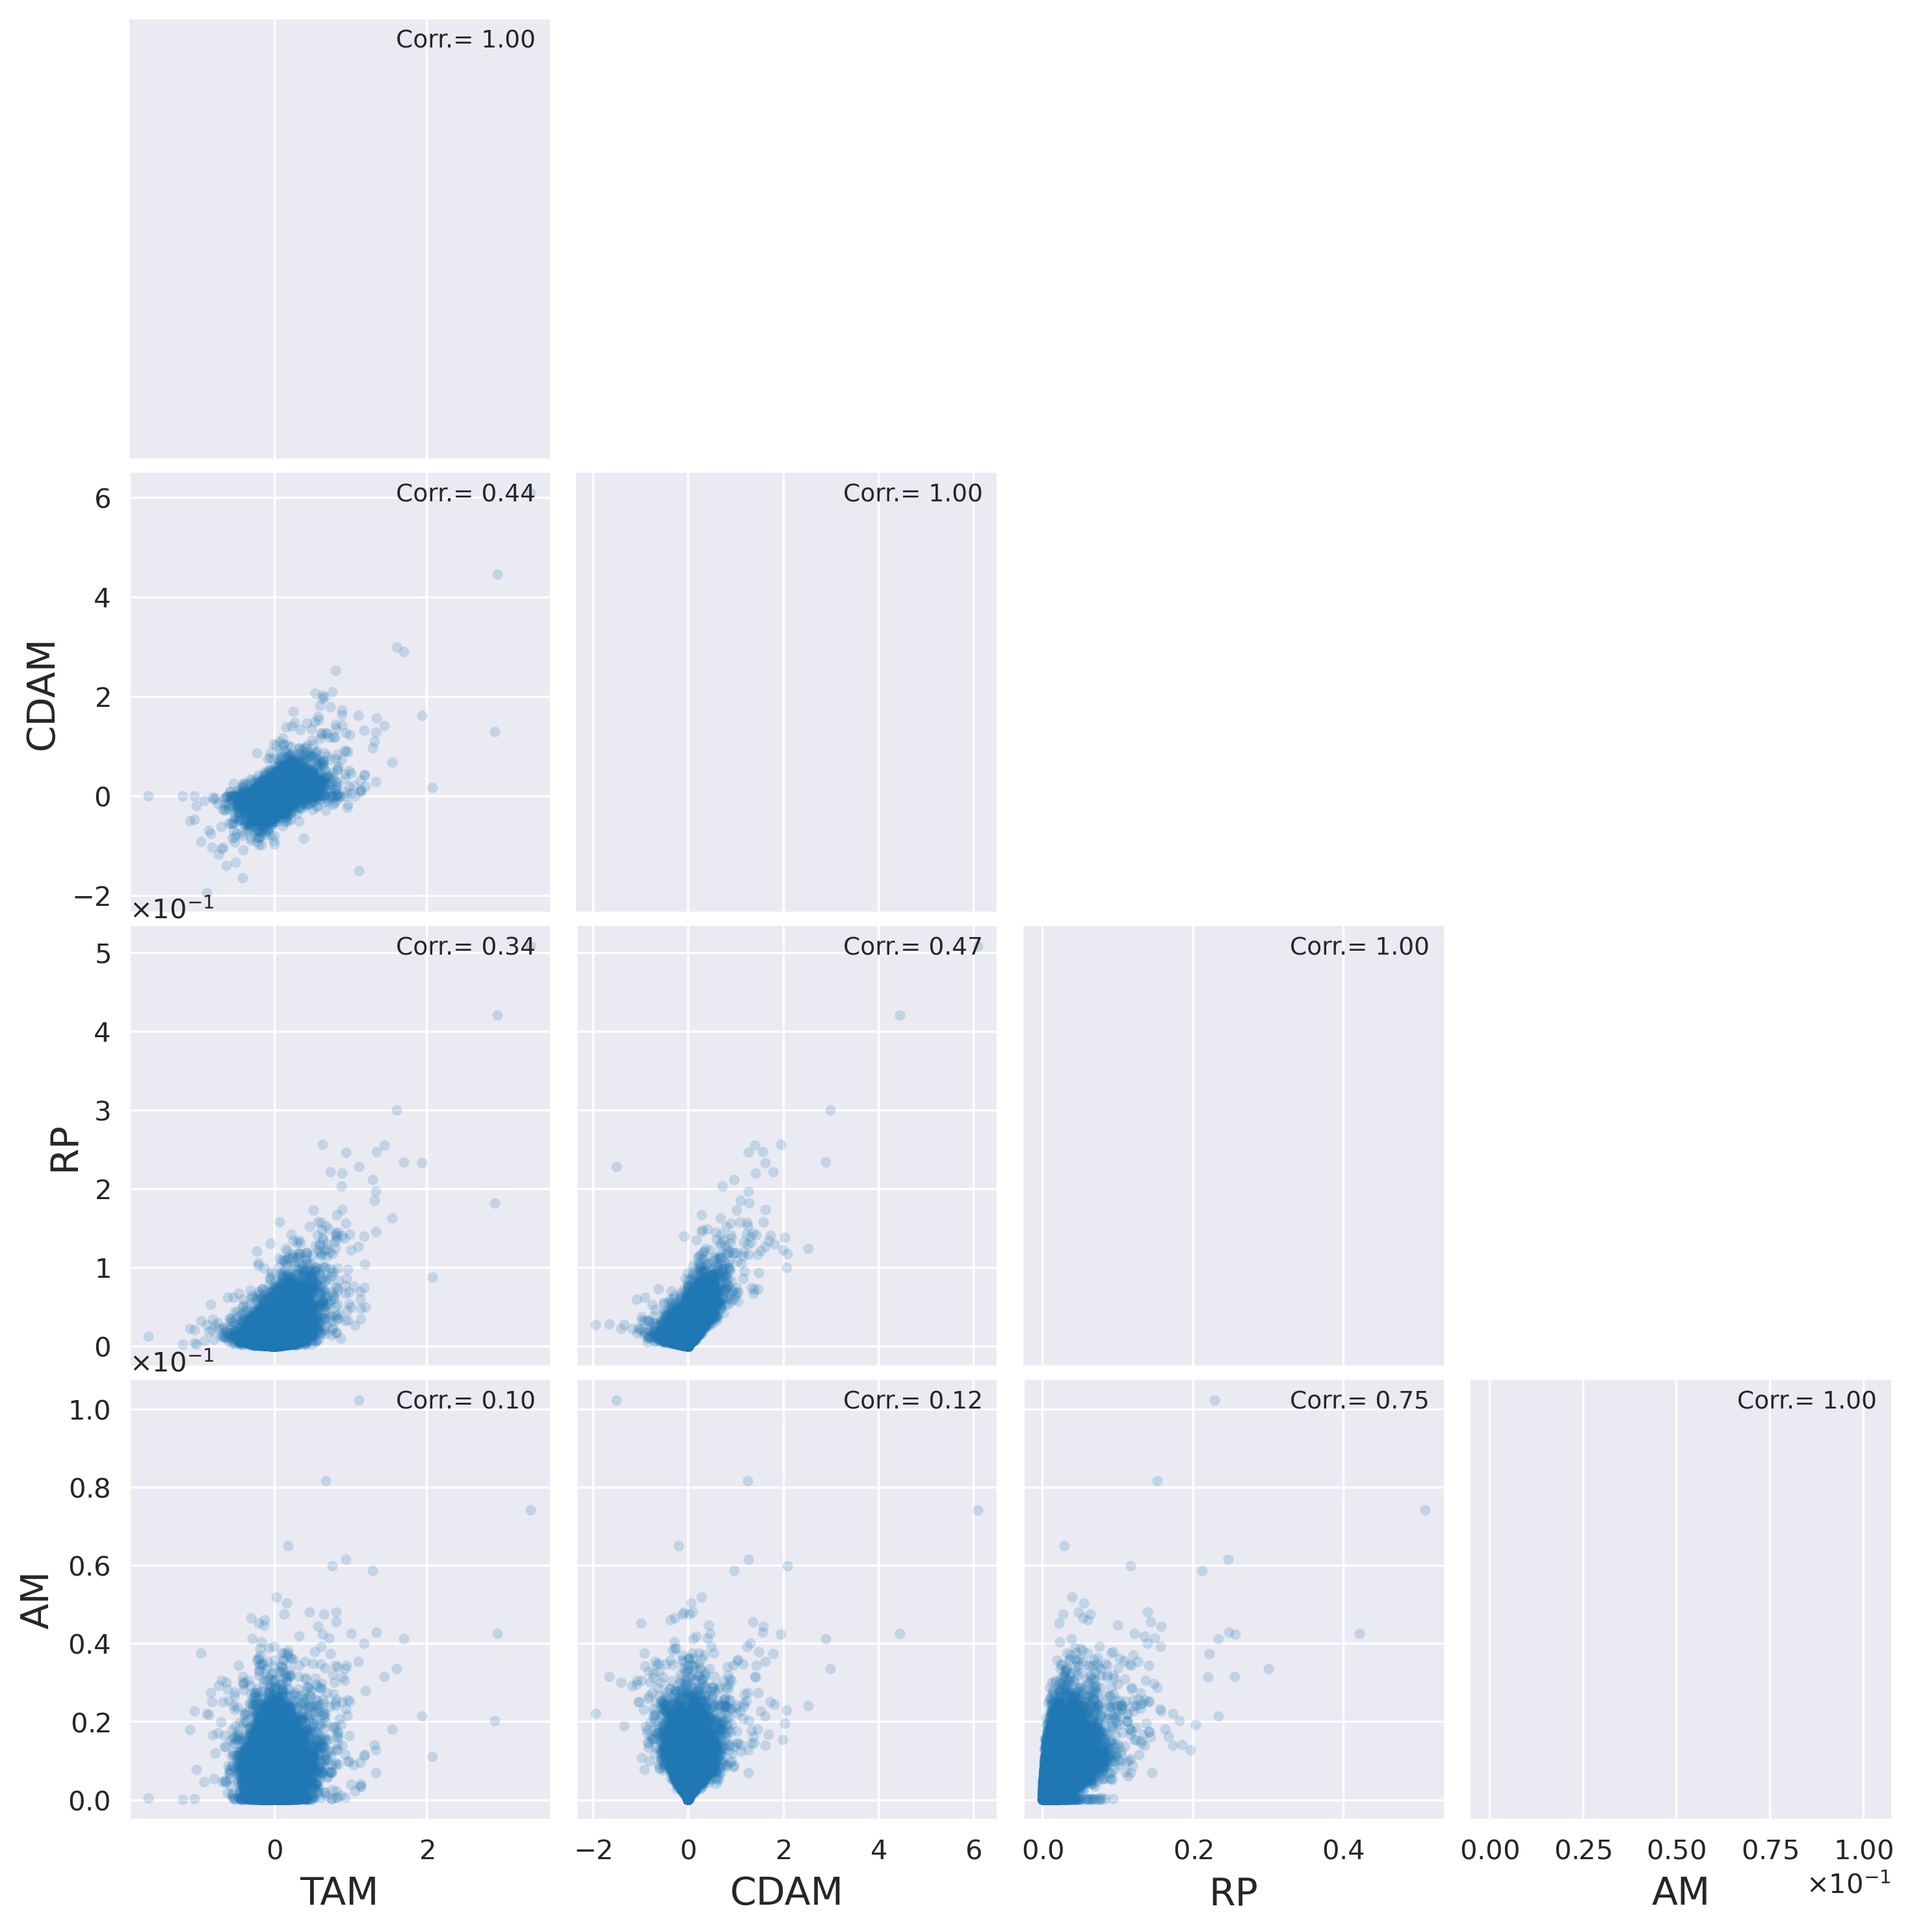 Corr.= 1.00
6
4
2
0
−2
CDAM
Corr.= 0.44
Corr.= 1.00
×10⁻¹
5
4
3
2
1
0
RP
Corr.= 0.34
Corr.= 0.47
Corr.= 1.00
×10⁻¹
1.0
0.8
0.6
0.4
0.2
0.0
AM
Corr.= 0.10
Corr.= 0.12
Corr.= 0.75
Corr.= 1.00
0 2
−2 0 2 4 6
0.0 0.2 0.4
0.00 0.25 0.50 0.75 1.00
×10⁻¹
TAM
CDAM
RP
AM